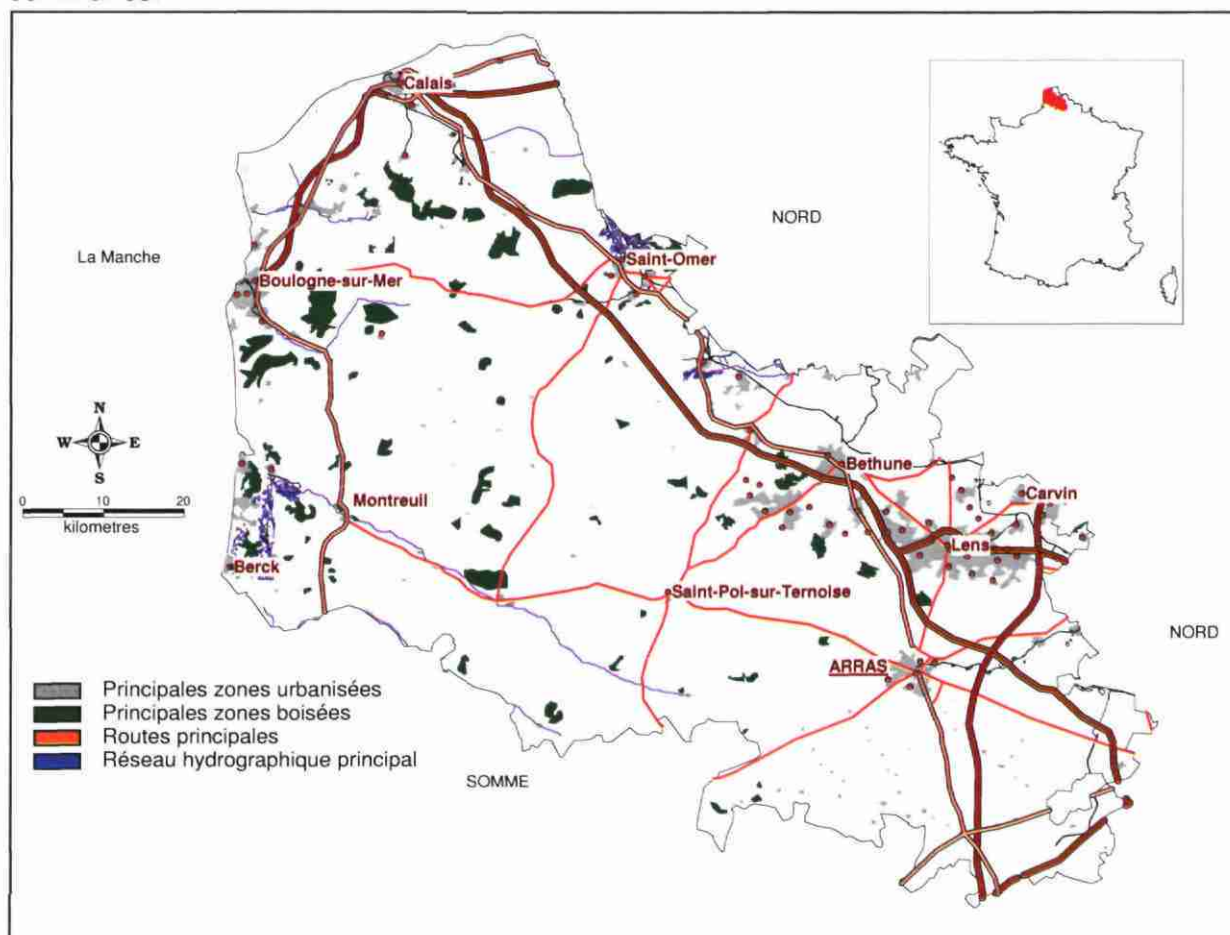 Calais
NORD
La Manche
Saint-Omer
Boulogne-sur-Mer
N
W E
S
0 10 20
kilometres
Bethune
Montreuil
Carvin
Lens
Berck
Saint-Pol-sur-Ternoise
NORD
ARRAS
Principales zones urbanisées
Principales zones boisées
Routes principales
Réseau hydrographique principal
SOMME